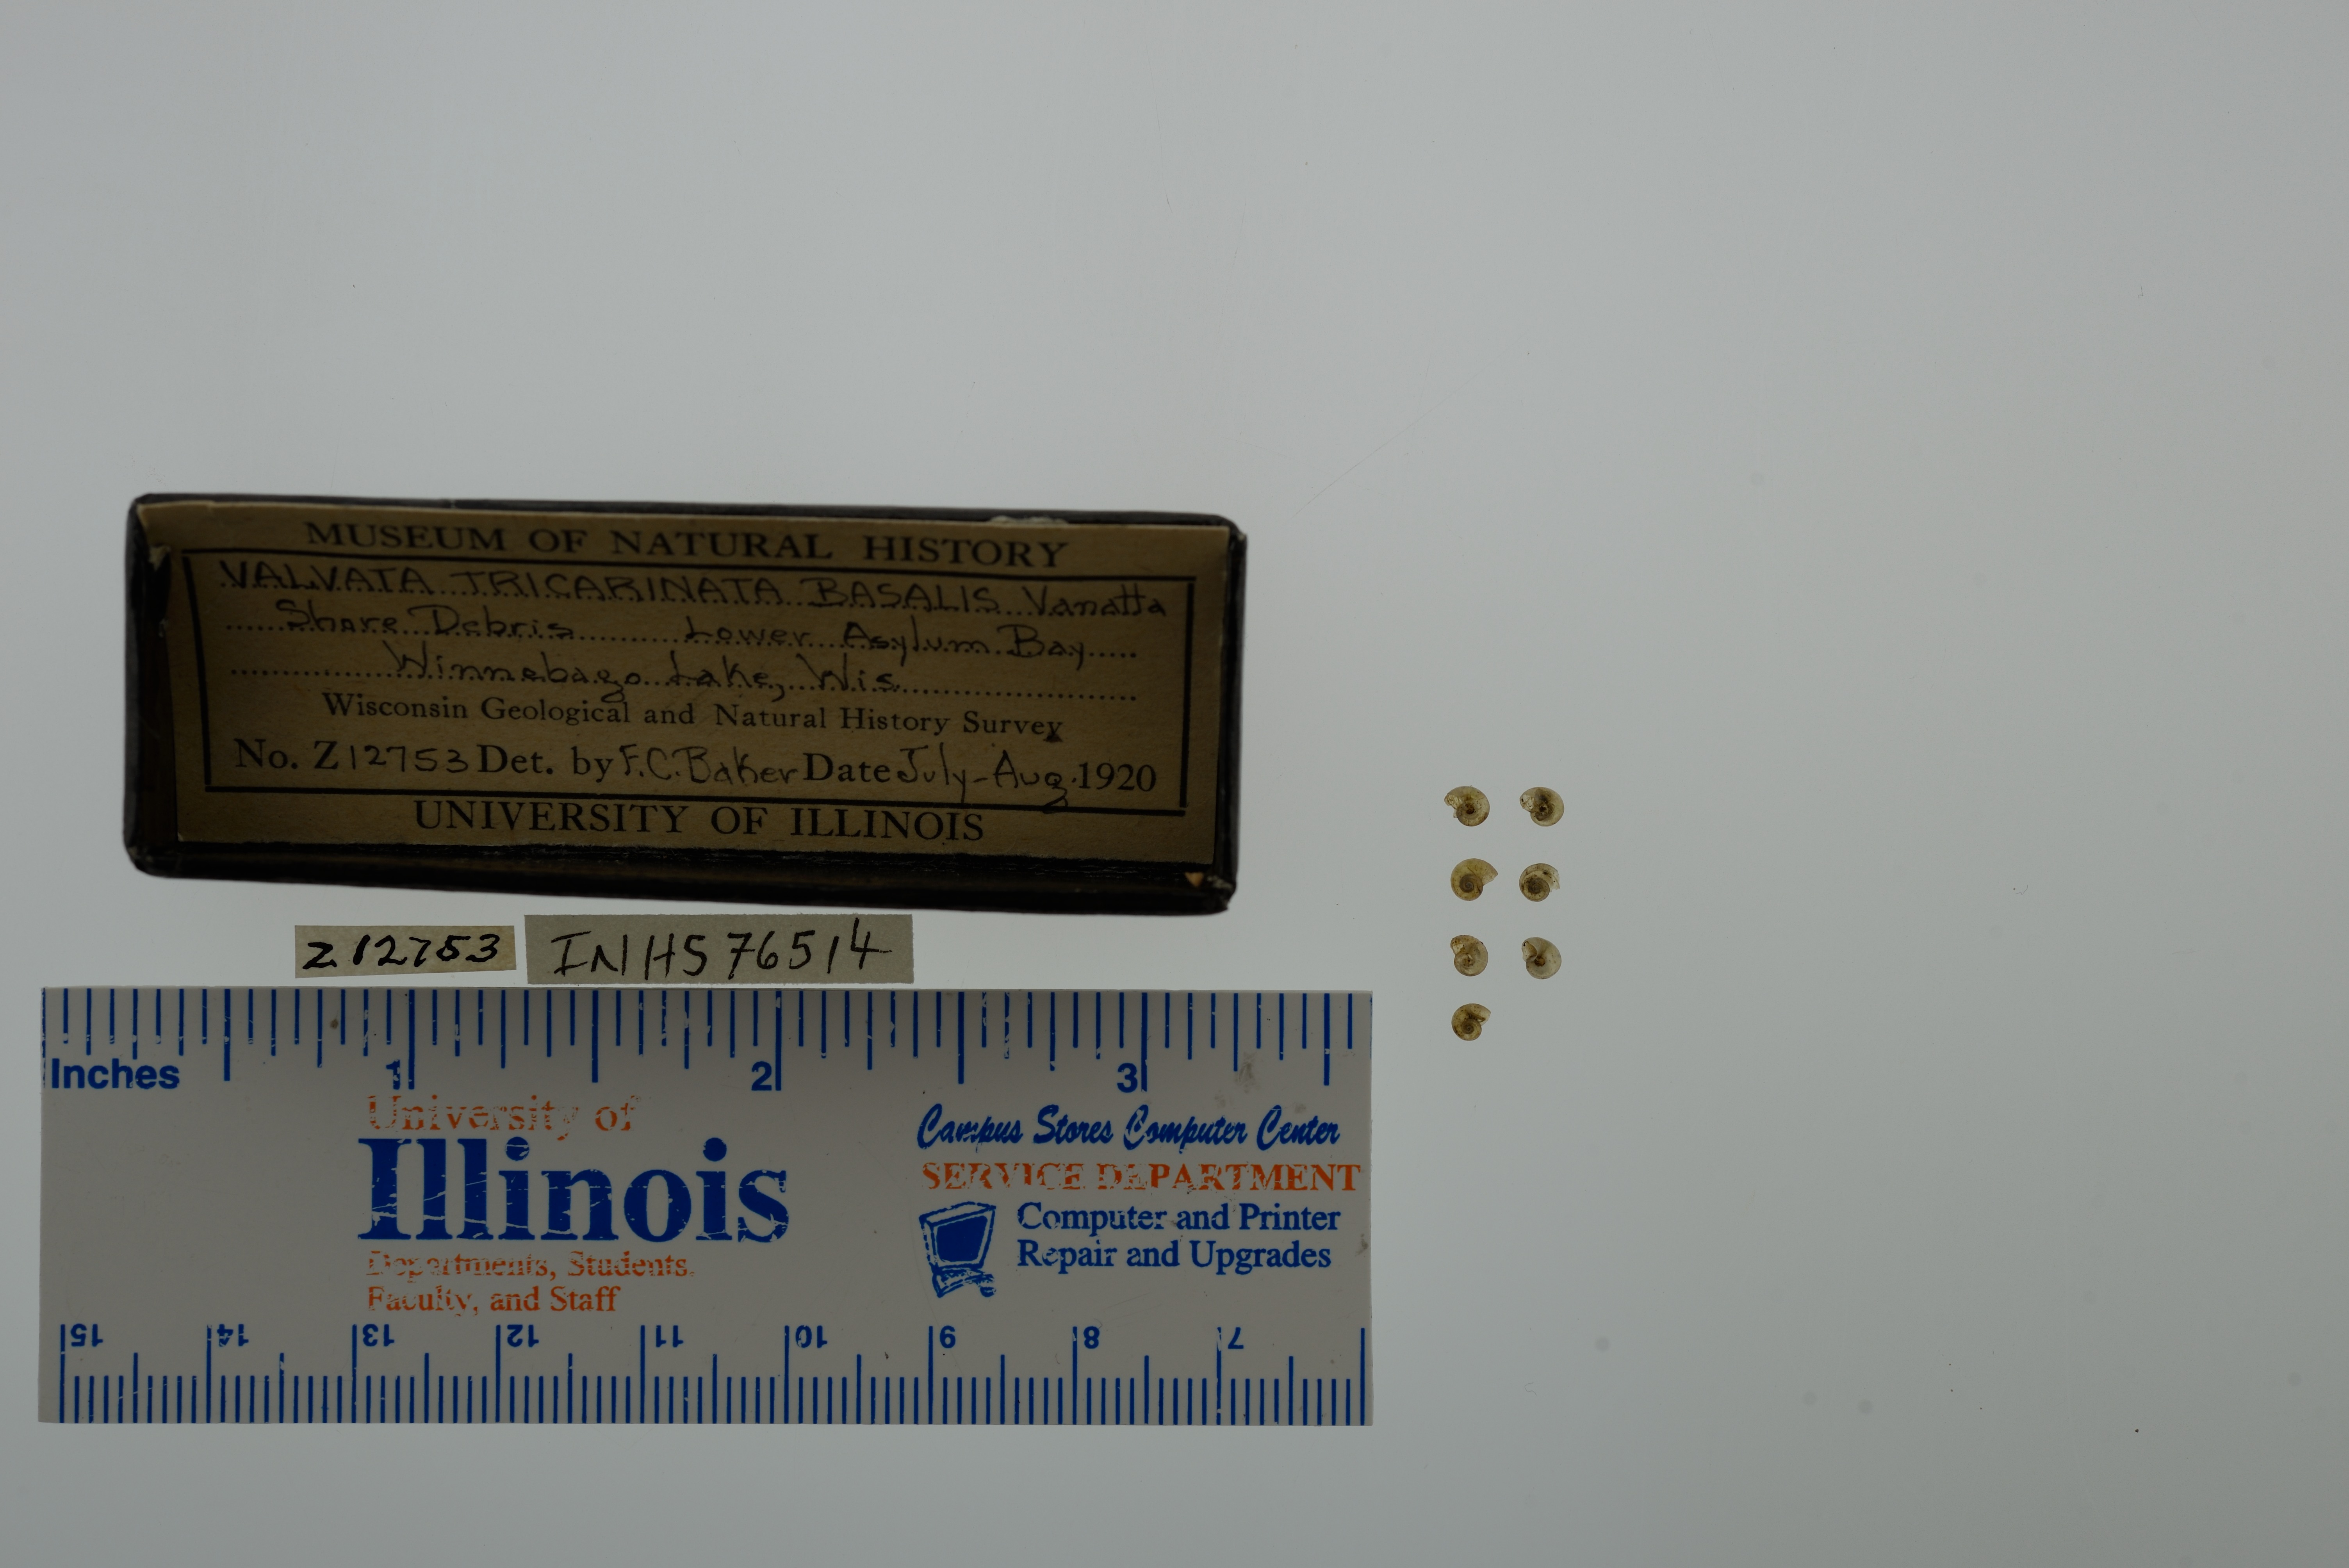 MUSEUM OF NATURAL HISTORY
VALVATA TRICARINATA BASALIS Vanatta
Shore Debris Lower Asylum Bay
Winnebago Lake, Wis.
Wisconsin Geological and Natural History Survey
No. Z12753 Det. by F.C. Baker Date July-Aug. 1920
UNIVERSITY OF ILLINOIS
Z12753 INHS 76514
Inches 1 2 3
University of
Illinois
Departments, Students,
Faculty, and Staff
Campus Stores Computer Center
SERVICE DEPARTMENT
Computer and Printer
Repair and Upgrades
15 14 13 12 11 10 9 8 7